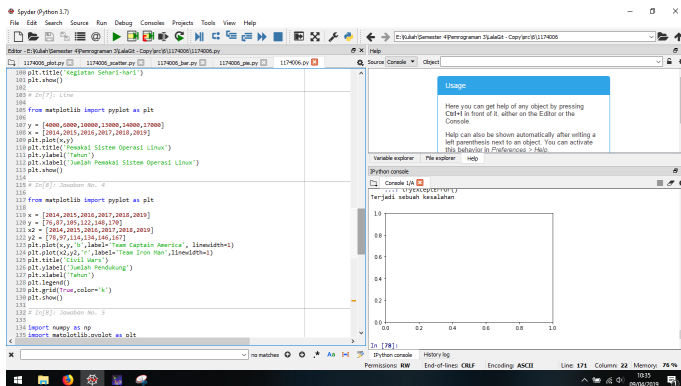 Spyder (Python 3.7)
File Edit Search Source Run Debug Consoles Projects Tools View Help
E:\Kuliah\Semester 4\Pemrograman 3\LalaGit - Copy\src\6\1174006
Editor - E:\Kuliah\Semester 4\Pemrograman 3\LalaGit - Copy\src\6\1174006\1174006.py
1174006_plot.py 1174006_scatter.py 1174006_bar.py 1174006_pie.py 1174006.py
100 plt.title('Kegiatan Sehari-hari')
101 plt.show()
102
103 # In[7]: Line
104
105 from matplotlib import pyplot as plt
106
107 y = [4000,6000,10000,13000,14000,17000]
108 x = [2014,2015,2016,2017,2018,2019]
109 plt.plot(x,y)
110 plt.title('Pemakai Sistem Operasi Linux')
111 plt.ylabel('Tahun')
112 plt.xlabel('Jumlah Pemakai Sistem Operasi Linux')
113 plt.show()
114
115 # In[8]: Jawaban No. 4
116
117 from matplotlib import pyplot as plt
118
119 x = [2014,2015,2016,2017,2018,2019]
120 y = [76,87,105,122,148,170]
121 x2 = [2014,2015,2016,2017,2018,2019]
122 y2 = [78,97,114,134,146,167]
123 plt.plot(x,y,'b',label='Team Captain America', linewidth=1)
124 plt.plot(x2,y2,'r',label='Team Iron Man',linewidth=1)
125 plt.title('Civil Wars')
126 plt.ylabel('Jumlah Pendukung')
127 plt.xlabel('Tahun')
128 plt.legend()
129 plt.grid(True,color='k')
130 plt.show()
131
132 # In[8]: Jawaban No. 5
133
134 import numpy as np
135 import matplotlib.pyplot as plt
no matches
Aa
Help
Source Console Object
Usage
Here you can get help of any object by pressing
Ctrl+I in front of it, either on the Editor or the
Console.
Help can also be shown automatically after writing a
left parenthesis next to an object. You can activate
this behavior in Preferences > Help.
Variable explorer File explorer Help
IPython console
Console 1/A
...: tryExceptError()
Terjadi sebuah kesalahan
1.0
0.8
0.6
0.4
0.2
0.0
0.0 0.2 0.4 0.6 0.8 1.0
In [78]:
IPython console History log
Permissions: RW End-of-lines: CRLF Encoding: ASCII Line: 171 Column: 22 Memory: 76 %
10:35
09/04/2019